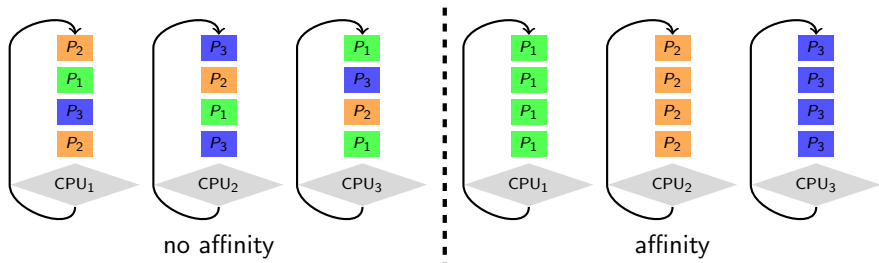 P₂ P₃ P₁ P₁ P₂ P₃
P₁ P₂ P₃ P₁ P₂ P₃
P₃ P₁ P₂ P₁ P₂ P₃
P₂ P₃ P₁ P₁ P₂ P₃
CPU₁ CPU₂ CPU₃ CPU₁ CPU₂ CPU₃
no affinity affinity